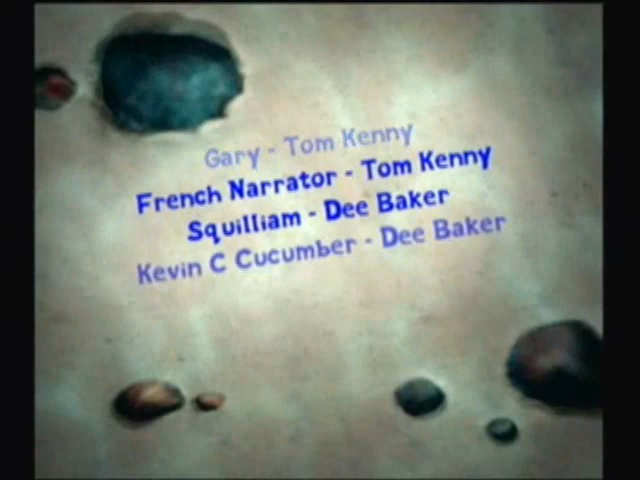 Gary - Tom Kenny
French Narrator - Tom Kenny
Squilliam - Dee Baker
Kevin C Cucumber - Dee Baker